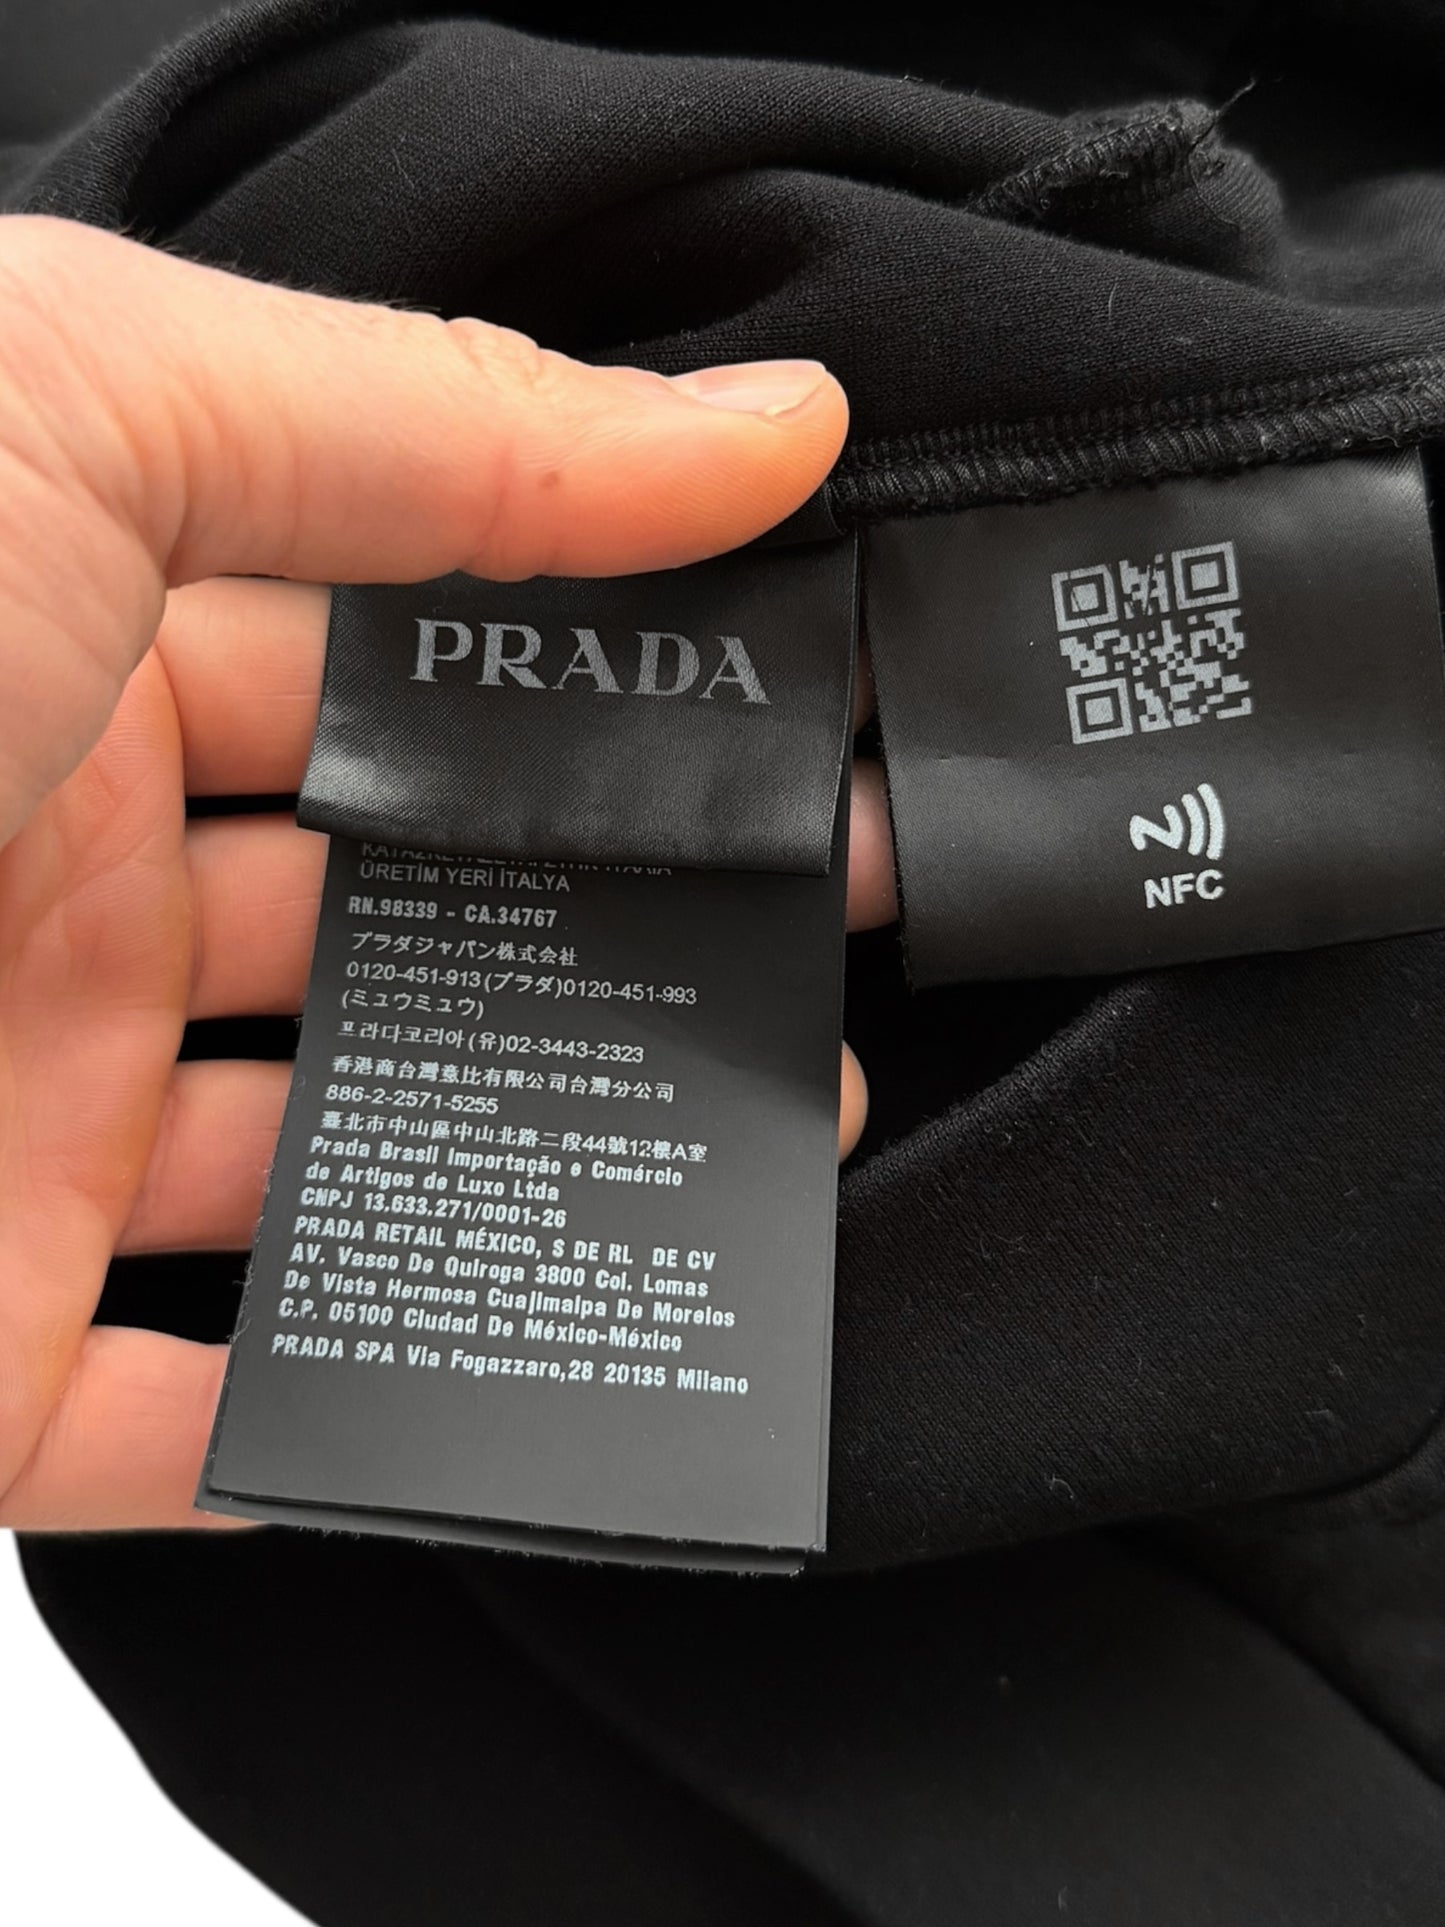 PRADA
ÜRETİM YERİ İTALYA
RN.98339 - CA.34767
プラダジャパン株式会社
0120-451-913(プラダ)0120-451-993
(ミュウミュウ)
프라다코리아(유)02-3443-2323
香港商台灣意比有限公司台灣分公司
886-2-2571-5255
臺北市中山區中山北路二段44號12樓A室
Prada Brasil Importação e Comércio
de Artigos de Luxo Ltda
CNPJ 13.633.271/0001-26
PRADA RETAIL MÉXICO, S DE RL DE CV
AV. Vasco De Quiroga 3800 Col. Lomas
De Vista Hermosa Cuajimalpa De Morelos
C.P. 05100 Ciudad De México-México
PRADA SPA Via Fogazzaro,28 20135 Milano
NFC